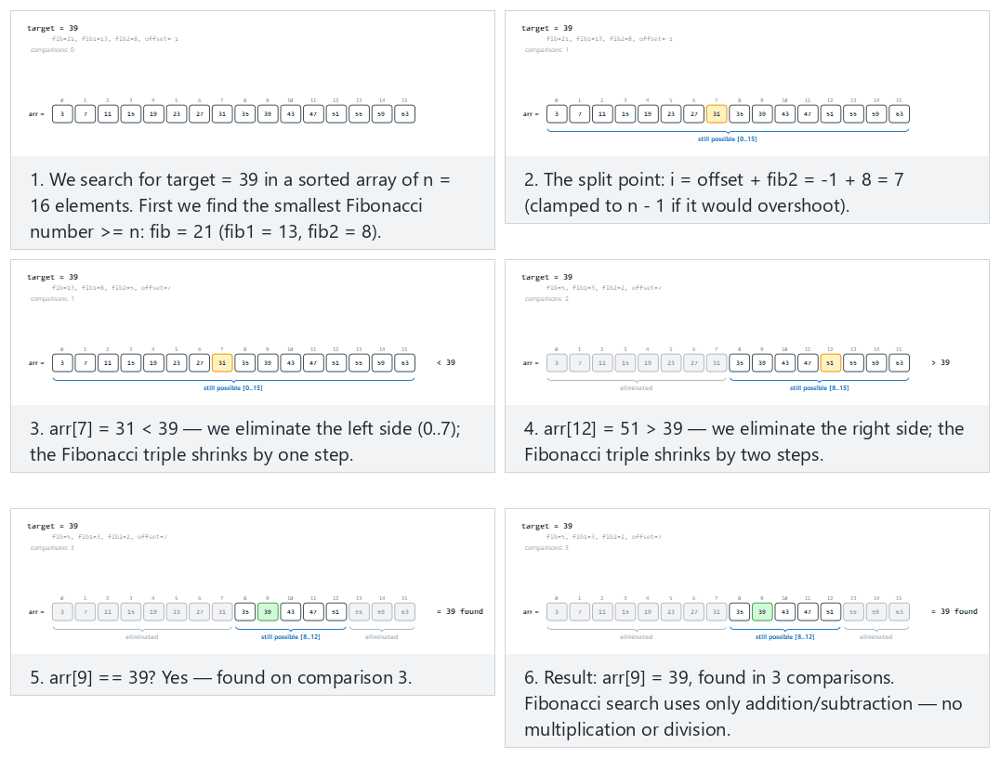 target = 39
fib=21, fib1=13, fib2=8, offset=-1
comparisons: 0
0 1 2 3 4 5 6 7 8 9 10 11 12 13 14 15
arr = 3 7 11 15 19 23 27 31 35 39 43 47 51 55 59 63
1. We search for target = 39 in a sorted array of n =
16 elements. First we find the smallest Fibonacci
number >= n: fib = 21 (fib1 = 13, fib2 = 8).
target = 39
fib=21, fib1=13, fib2=8, offset=-1
comparisons: 1
0 1 2 3 4 5 6 7 8 9 10 11 12 13 14 15
arr = 3 7 11 15 19 23 27 31 35 39 43 47 51 55 59 63
still possible [0..15]
2. The split point: i = offset + fib2 = -1 + 8 = 7
(clamped to n - 1 if it would overshoot).
target = 39
fib=13, fib1=8, fib2=5, offset=7
comparisons: 1
0 1 2 3 4 5 6 7 8 9 10 11 12 13 14 15
arr = 3 7 11 15 19 23 27 31 35 39 43 47 51 55 59 63 < 39
still possible [0..15]
3. arr[7] = 31 < 39 — we eliminate the left side (0..7);
the Fibonacci triple shrinks by one step.
target = 39
fib=5, fib1=3, fib2=2, offset=7
comparisons: 2
0 1 2 3 4 5 6 7 8 9 10 11 12 13 14 15
arr = 3 7 11 15 19 23 27 31 35 39 43 47 51 55 59 63 > 39
eliminated still possible [8..15]
4. arr[12] = 51 > 39 — we eliminate the right side; the
Fibonacci triple shrinks by two steps.
target = 39
fib=5, fib1=3, fib2=2, offset=7
comparisons: 3
0 1 2 3 4 5 6 7 8 9 10 11 12 13 14 15
arr = 3 7 11 15 19 23 27 31 35 39 43 47 51 55 59 63 = 39 found
eliminated still possible [8..12] eliminated
5. arr[9] == 39? Yes — found on comparison 3.
target = 39
fib=5, fib1=3, fib2=2, offset=7
comparisons: 3
0 1 2 3 4 5 6 7 8 9 10 11 12 13 14 15
arr = 3 7 11 15 19 23 27 31 35 39 43 47 51 55 59 63 = 39 found
eliminated still possible [8..12] eliminated
6. Result: arr[9] = 39, found in 3 comparisons.
Fibonacci search uses only addition/subtraction — no
multiplication or division.